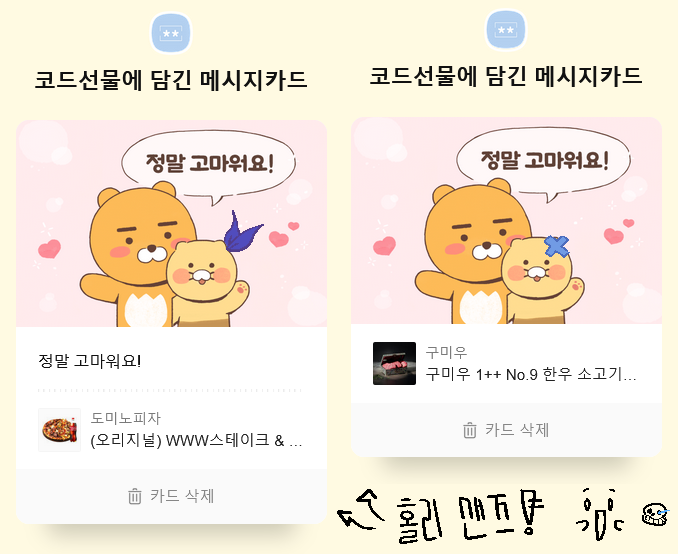 코드선물에 담긴 메시지카드
정말 고마워요!
정말 고마워요!
도미노피자
(오리지널) WWW스테이크 & ...
카드 삭제
코드선물에 담긴 메시지카드
정말 고마워요!
구미우
구미우 1++ No.9 한우 소고기...
카드 삭제
홀리 맨즈!